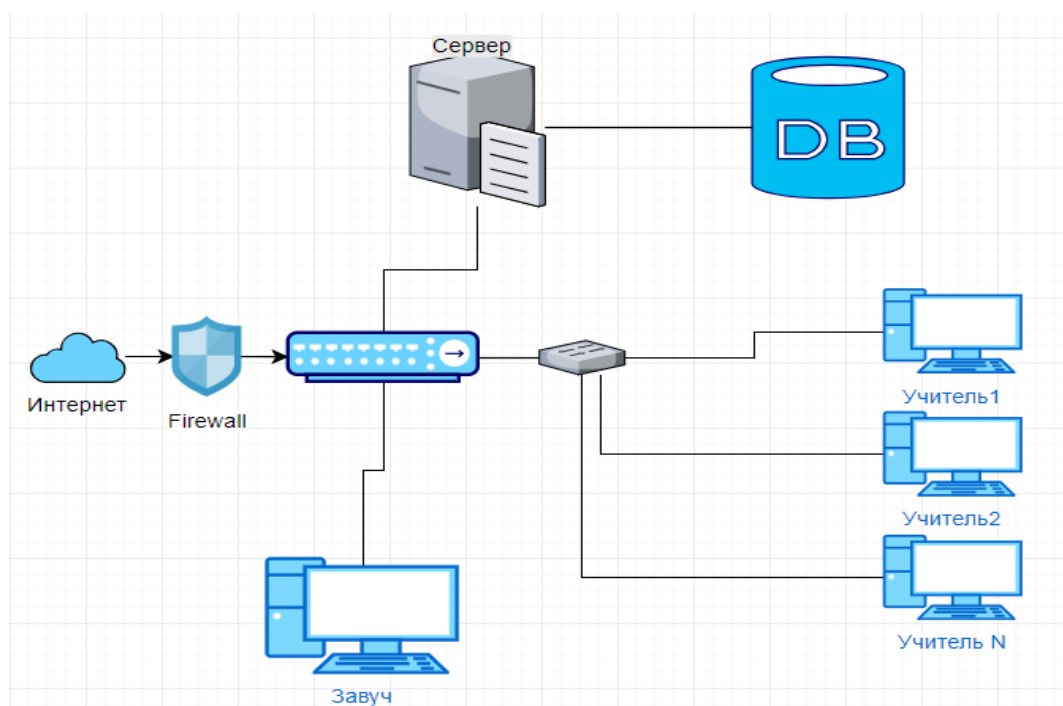 Сервер
DB
Интернет
Firewall
Учитель1
Учитель2
Учитель N
Завуч